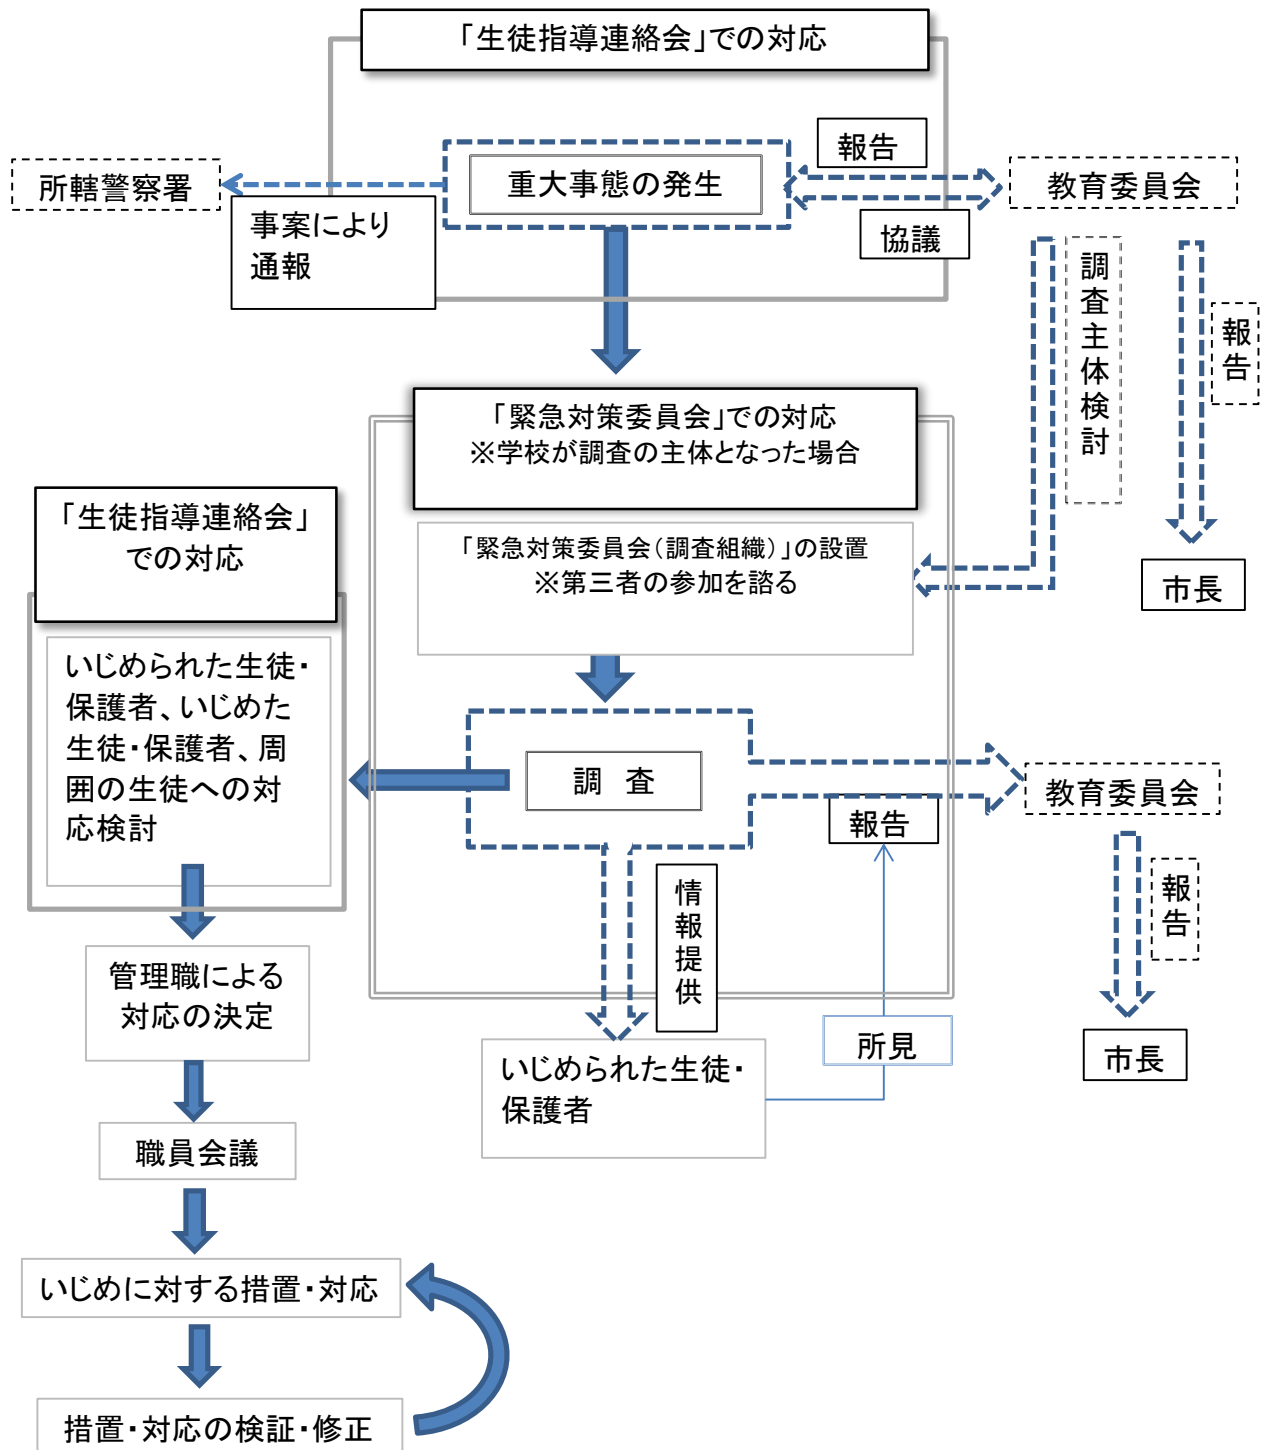 「生徒指導連絡会」での対応
報告
重大事態の発生
所轄警察署
教育委員会
事案により
通報
協議
調査主体検討
報告
「緊急対策委員会」での対応
※学校が調査の主体となった場合
「生徒指導連絡会」
での対応
「緊急対策委員会（調査組織）」の設置
※第三者の参加を諮る
市長
いじめられた生徒・
保護者、いじめた
生徒・保護者、周
囲の生徒への対
応検討
調　査
教育委員会
報告
情報提供
報告
管理職による
対応の決定
所見
市長
いじめられた生徒・
保護者
職員会議
いじめに対する措置・対応
措置・対応の検証・修正